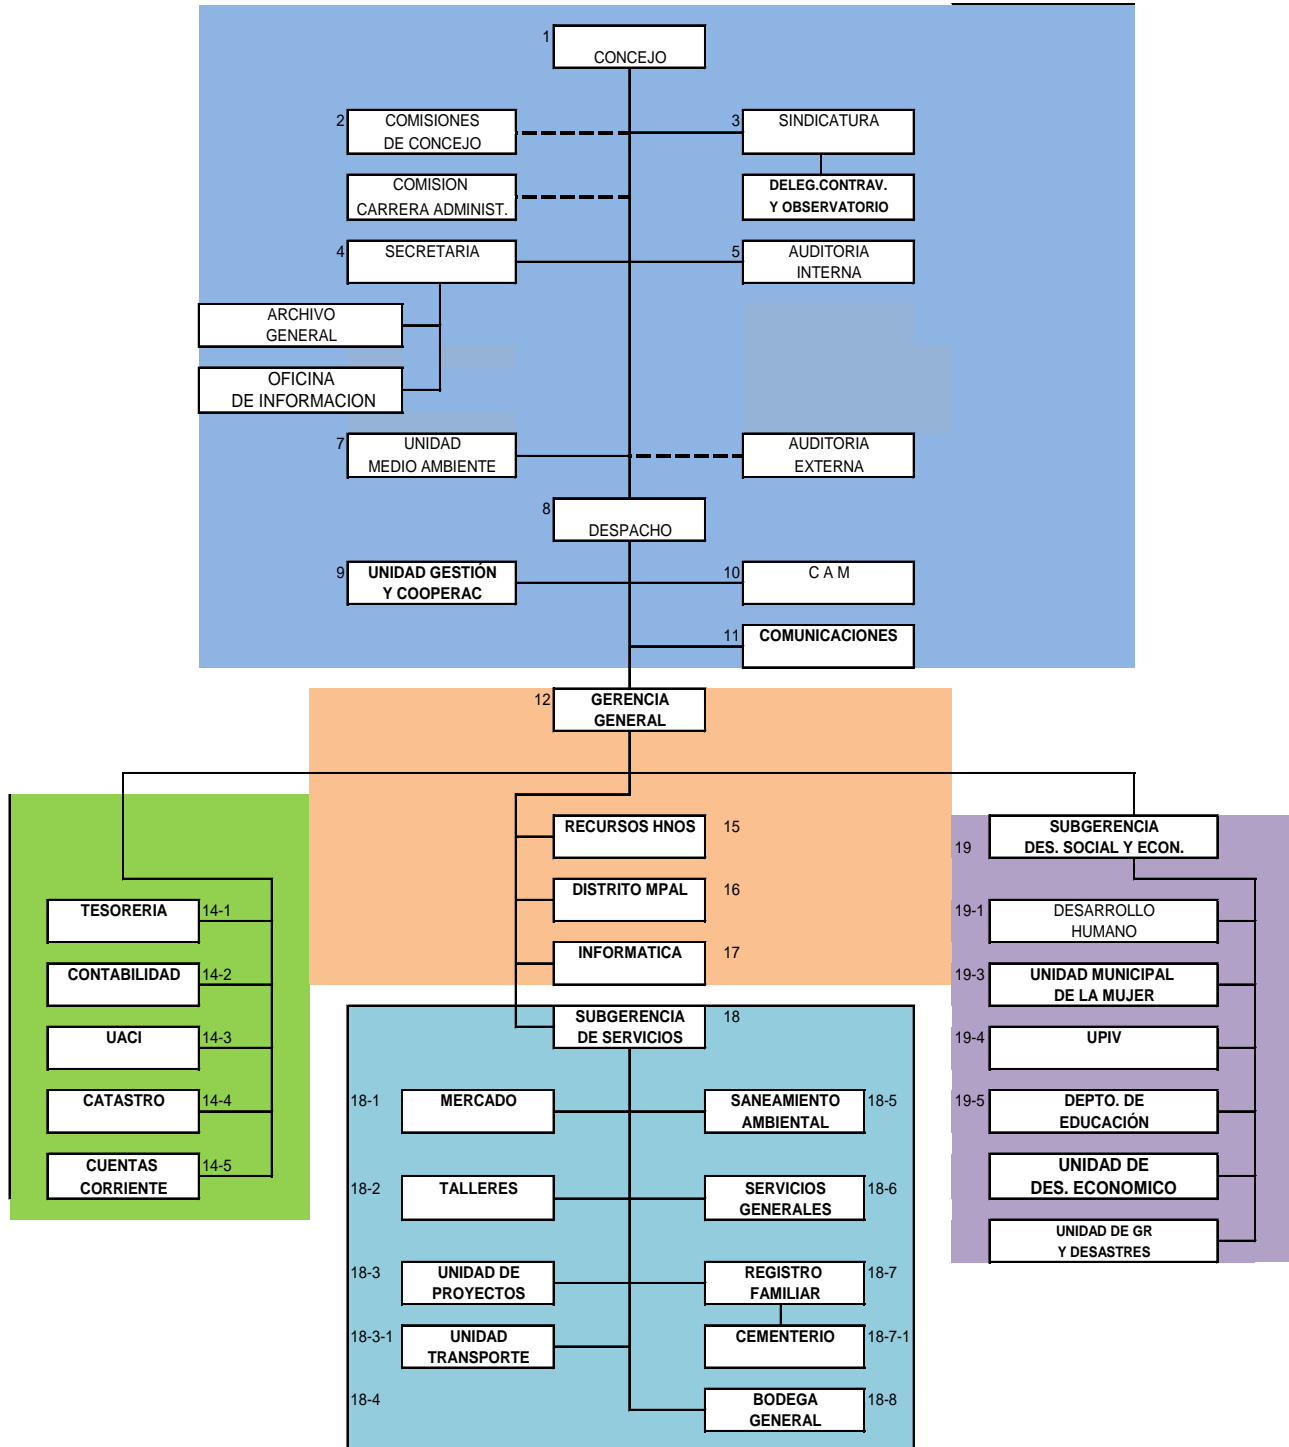 1
CONCEJO
2
COMISIONES
DE CONCEJO
3
SINDICATURA
COMISION
CARRERA ADMINIST.
DELEG.CONTRAV.
Y OBSERVATORIO
4
SECRETARIA
5
AUDITORIA
INTERNA
ARCHIVO
GENERAL
OFICINA
DE INFORMACION
7
UNIDAD
MEDIO AMBIENTE
AUDITORIA
EXTERNA
8
DESPACHO
9
UNIDAD GESTIÓN
Y COOPERAC
10
C A M
11
COMUNICACIONES
12
GERENCIA
GENERAL
RECURSOS HNOS
15
DISTRITO MPAL
16
INFORMATICA
17
TESORERIA
14-1
CONTABILIDAD
14-2
UACI
14-3
CATASTRO
14-4
CUENTAS
CORRIENTE
14-5
SUBGERENCIA
DE SERVICIOS
18
18-1
MERCADO
SANEAMIENTO
AMBIENTAL
18-5
18-2
TALLERES
SERVICIOS
GENERALES
18-6
18-3
UNIDAD DE
PROYECTOS
REGISTRO
FAMILIAR
18-7
18-3-1
UNIDAD
TRANSPORTE
CEMENTERIO
18-7-1
18-4
BODEGA
GENERAL
18-8
19
SUBGERENCIA
DES. SOCIAL Y ECON.
19-1
DESARROLLO
HUMANO
19-3
UNIDAD MUNICIPAL
DE LA MUJER
19-4
UPIV
19-5
DEPTO. DE
EDUCACIÓN
UNIDAD DE
DES. ECONOMICO
UNIDAD DE GR
Y DESASTRES